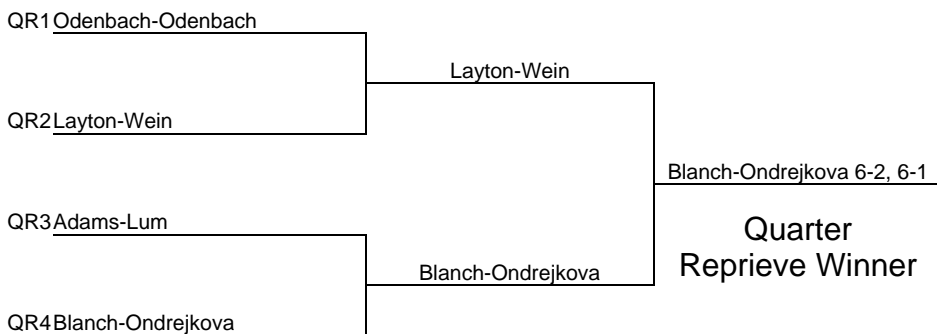 QR1 Odenbach-Odenbach
Layton-Wein
QR2 Layton-Wein
Blanch-Ondrejkova 6-2, 6-1
QR3 Adams-Lum
Quarter
Reprieve Winner
Blanch-Ondrejkova
QR4 Blanch-Ondrejkova